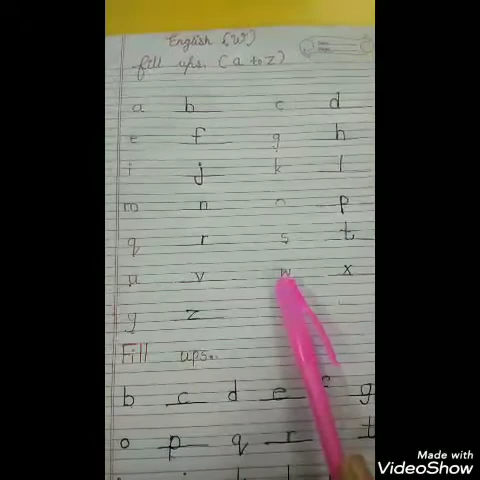 English (W)
fill ups. (a to z)
a b c d
e f g h
i j k l
m n o p
q r s t
u v w x
y z
Fill ups.
b c d e f g
o p q r t
Made with
VideoShow